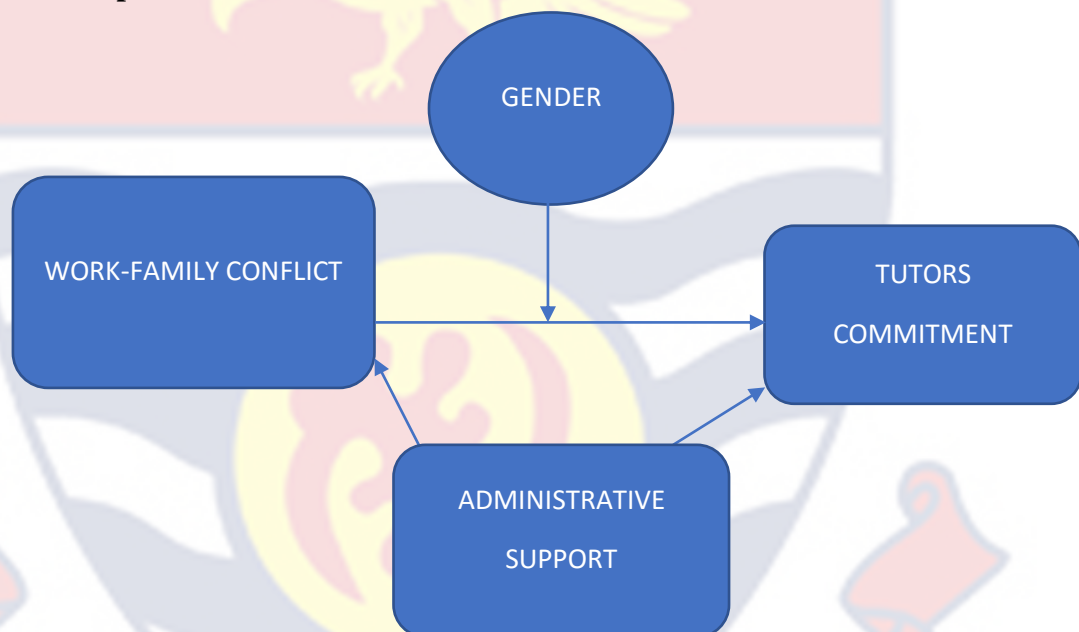 GENDER
WORK-FAMILY CONFLICT
TUTORS
COMMITMENT
ADMINISTRATIVE
SUPPORT